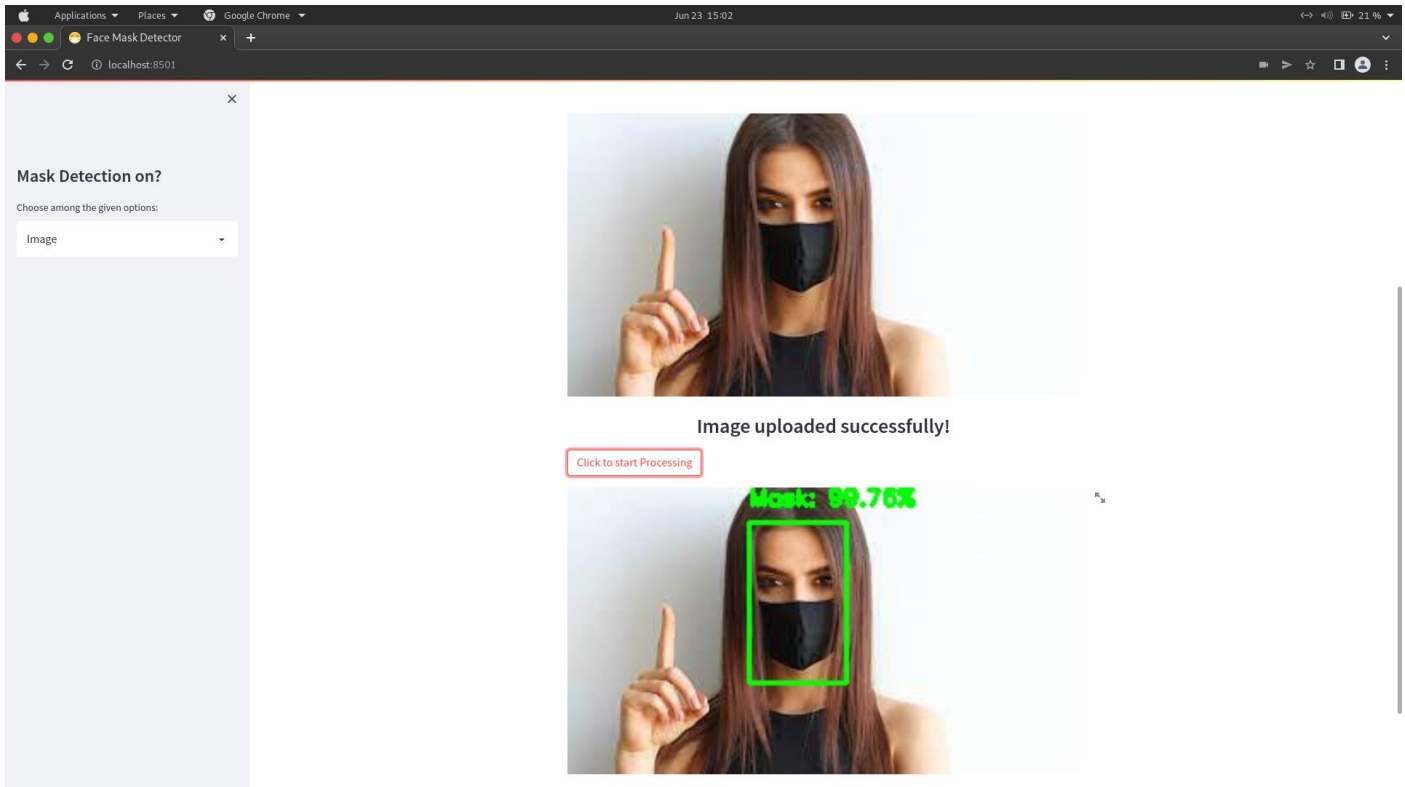 Applications Places Google Chrome Jun 23 15:02 21 %
Face Mask Detector
localhost:8501
Mask Detection on?
Choose among the given options:
Image
Image uploaded successfully!
Click to start Processing
Mask: 99.76%